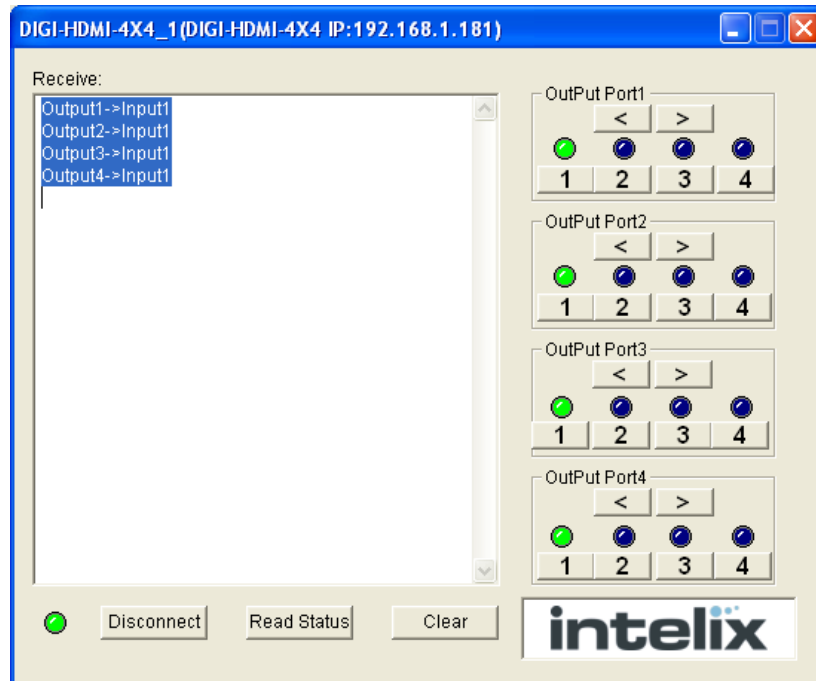 DIGI-HDMI-4X4_1(DIGI-HDMI-4X4 IP:192.168.1.181)
Receive:
Output1->Input1
Output2->Input1
Output3->Input1
Output4->Input1
OutPut Port1
< >
1 2 3 4
OutPut Port2
< >
1 2 3 4
OutPut Port3
< >
1 2 3 4
OutPut Port4
< >
1 2 3 4
Disconnect Read Status Clear
intelix